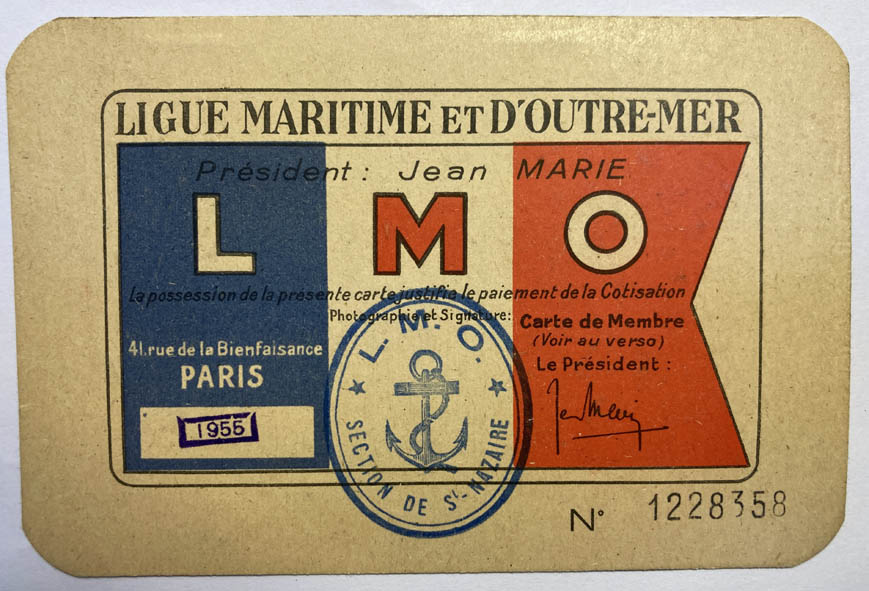 LIGUE MARITIME ET D'OUTRE-MER
Président : Jean MARIE
L M O
La possession de la présente carte justifie le paiement de la Cotisation
Photographie et Signature:
Carte de Membre
(Voir au verso)
Le Président :
Jean Marie
41, rue de la Bienfaisance
PARIS
1955
L. M. O.
SECTION DE St-NAZAIRE
N° 1228358